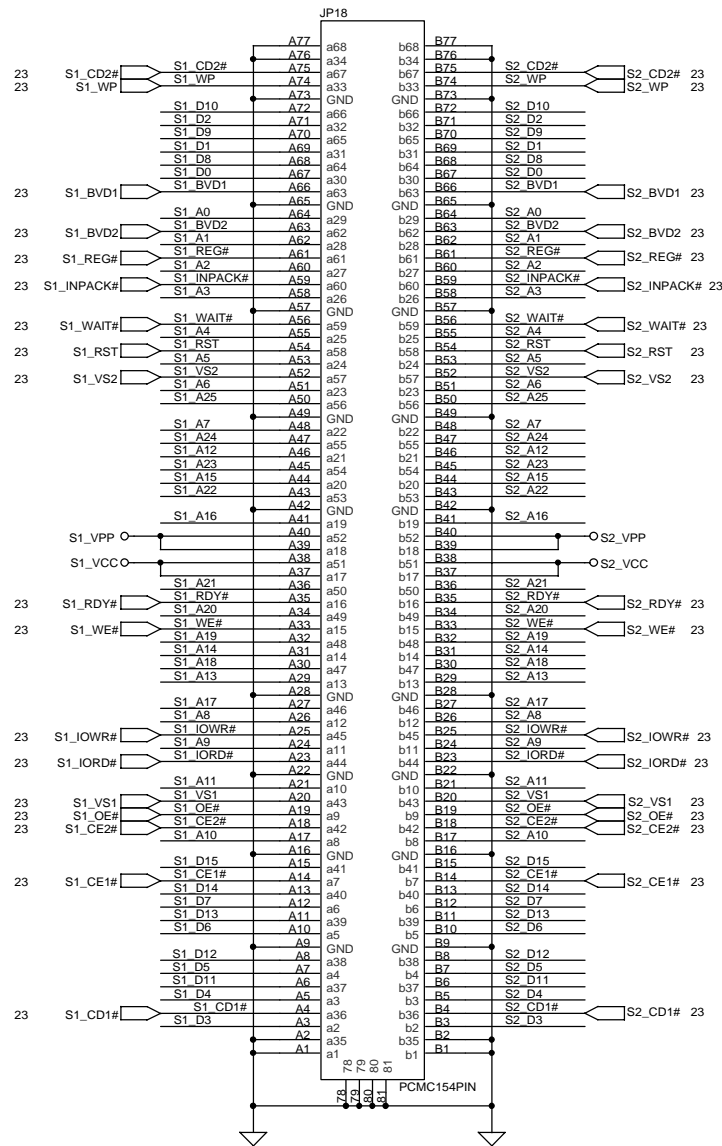 JP18
A77 a68 b68 B77
A76 a34 b34 B76
23 S1_CD2# S1_CD2# A75 a67 b67 B75 S2_CD2# S2_CD2# 23
23 S1_WP S1_WP A74 a33 b33 B74 S2_WP S2_WP 23
A73 GND GND B73
S1_D10 A72 a66 b66 B72 S2_D10
S1_D2 A71 a32 b32 B71 S2_D2
S1_D9 A70 a65 b65 B70 S2_D9
S1_D1 A69 a31 b31 B69 S2_D1
S1_D8 A68 a64 b64 B68 S2_D8
S1_D0 A67 a30 b30 B67 S2_D0
23 S1_BVD1 S1_BVD1 A66 a63 b63 B66 S2_BVD1 S2_BVD1 23
A65 GND GND B65
S1_A0 A64 a29 b29 B64 S2_A0
23 S1_BVD2 S1_BVD2 A63 a62 b62 B63 S2_BVD2 S2_BVD2 23
S1_A1 A62 a28 b28 B62 S2_A1
23 S1_REG# S1_REG# A61 a61 b61 B61 S2_REG# S2_REG# 23
S1_A2 A60 a27 b27 B60 S2_A2
23 S1_INPACK# S1_INPACK# A59 a60 b60 B59 S2_INPACK# S2_INPACK# 23
S1_A3 A58 a26 b26 B58 S2_A3
A57 GND GND B57
23 S1_WAIT# S1_WAIT# A56 a59 b59 B56 S2_WAIT# S2_WAIT# 23
S1_A4 A55 a25 b25 B55 S2_A4
23 S1_RST S1_RST A54 a58 b58 B54 S2_RST S2_RST 23
S1_A5 A53 a24 b24 B53 S2_A5
23 S1_VS2 S1_VS2 A52 a57 b57 B52 S2_VS2 S2_VS2 23
S1_A6 A51 a23 b23 B51 S2_A6
S1_A25 A50 a56 b56 B50 S2_A25
A49 GND GND B49
S1_A7 A48 a22 b22 B48 S2_A7
S1_A24 A47 a55 b55 B47 S2_A24
S1_A12 A46 a21 b21 B46 S2_A12
S1_A23 A45 a54 b54 B45 S2_A23
S1_A15 A44 a20 b20 B44 S2_A15
S1_A22 A43 a53 b53 B43 S2_A22
A42 GND GND B42
S1_A16 A41 a19 b19 B41 S2_A16
S1_VPP A40 a52 b52 B40 S2_VPP
A39 a18 b18 B39
S1_VCC A38 a51 b51 B38 S2_VCC
A37 a17 b17 B37
S1_A21 A36 a50 b50 B36 S2_A21
23 S1_RDY# S1_RDY# A35 a16 b16 B35 S2_RDY# S2_RDY# 23
S1_A20 A34 a49 b49 B34 S2_A20
23 S1_WE# S1_WE# A33 a15 b15 B33 S2_WE# S2_WE# 23
S1_A19 A32 a48 b48 B32 S2_A19
S1_A14 A31 a14 b14 B31 S2_A14
S1_A18 A30 a47 b47 B30 S2_A18
S1_A13 A29 a13 b13 B29 S2_A13
A28 GND GND B28
S1_A17 A27 a46 b46 B27 S2_A17
S1_A8 A26 a12 b12 B26 S2_A8
23 S1_IOWR# S1_IOWR# A25 a45 b45 B25 S2_IOWR# S2_IOWR# 23
S1_A9 A24 a11 b11 B24 S2_A9
23 S1_IORD# S1_IORD# A23 a44 b44 B23 S2_IORD# S2_IORD# 23
A22 GND GND B22
S1_A11 A21 a10 b10 B21 S2_A11
23 S1_VS1 S1_VS1 A20 a43 b43 B20 S2_VS1 S2_VS1 23
23 S1_OE# S1_OE# A19 a9 b9 B19 S2_OE# S2_OE# 23
23 S1_CE2# S1_CE2# A18 a42 b42 B18 S2_CE2# S2_CE2# 23
S1_A10 A17 a8 b8 B17 S2_A10
A16 GND GND B16
S1_D15 A15 a41 b41 B15 S2_D15
23 S1_CE1# S1_CE1# A14 a7 b7 B14 S2_CE1# S2_CE1# 23
S1_D14 A13 a40 b40 B13 S2_D14
S1_D7 A12 a6 b6 B12 S2_D7
S1_D13 A11 a39 b39 B11 S2_D13
S1_D6 A10 a5 b5 B10 S2_D6
A9 GND GND B9
S1_D12 A8 a38 b38 B8 S2_D12
S1_D5 A7 a4 b4 B7 S2_D5
S1_D11 A6 a37 b37 B6 S2_D11
S1_D4 A5 a3 b3 B5 S2_D4
23 S1_CD1# S1_CD1# A4 a36 b36 B4 S2_CD1# S2_CD1# 23
S1_D3 A3 a2 b2 B3 S2_D3
A2 a35 b35 B2
A1 a1 b1 B1
78 79 80 81
PCMC154PIN
78 79 80 81